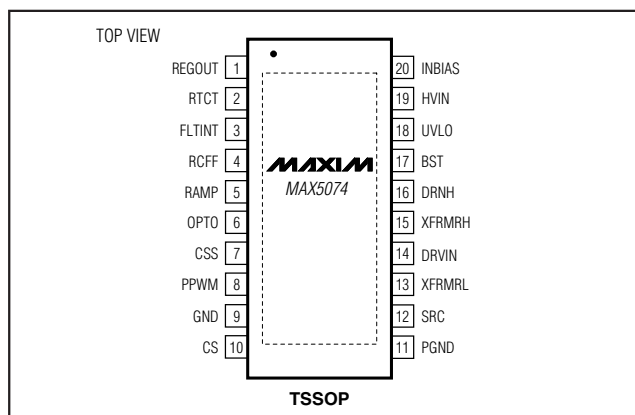 TOP VIEW
REGOUT 1
RTCT 2
FLTINT 3
RCFF 4
RAMP 5
OPTO 6
CSS 7
PPWM 8
GND 9
CS 10
MAXIM
MAX5074
20 INBIAS
19 HVIN
18 UVLO
17 BST
16 DRNH
15 XFRMRH
14 DRVIN
13 XFRMRL
12 SRC
11 PGND
TSSOP